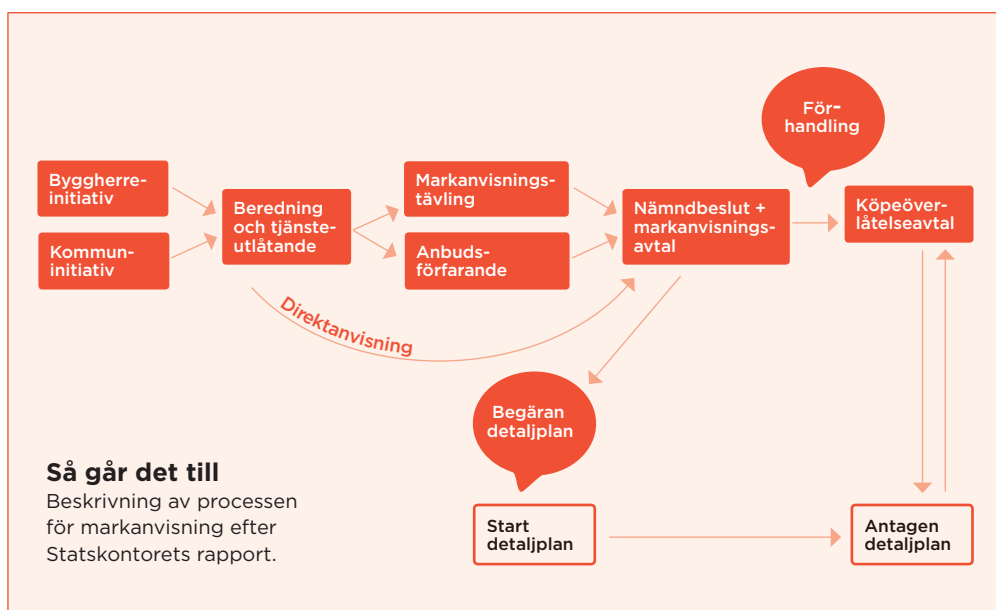 För-
handling
Byggherre-
initiativ
Kommun-
initiativ
Beredning
och tjänste-
utlåtande
Markanvisnings-
tävling
Anbuds-
förfarande
Nämndbeslut +
markanvisnings-
avtal
Köpeöver-
låtelseavtal
Direktanvisning
Begäran
detaljplan
Så går det till
Beskrivning av processen
för markanvisning efter
Statskontorets rapport.
Start
detaljplan
Antagen
detaljplan